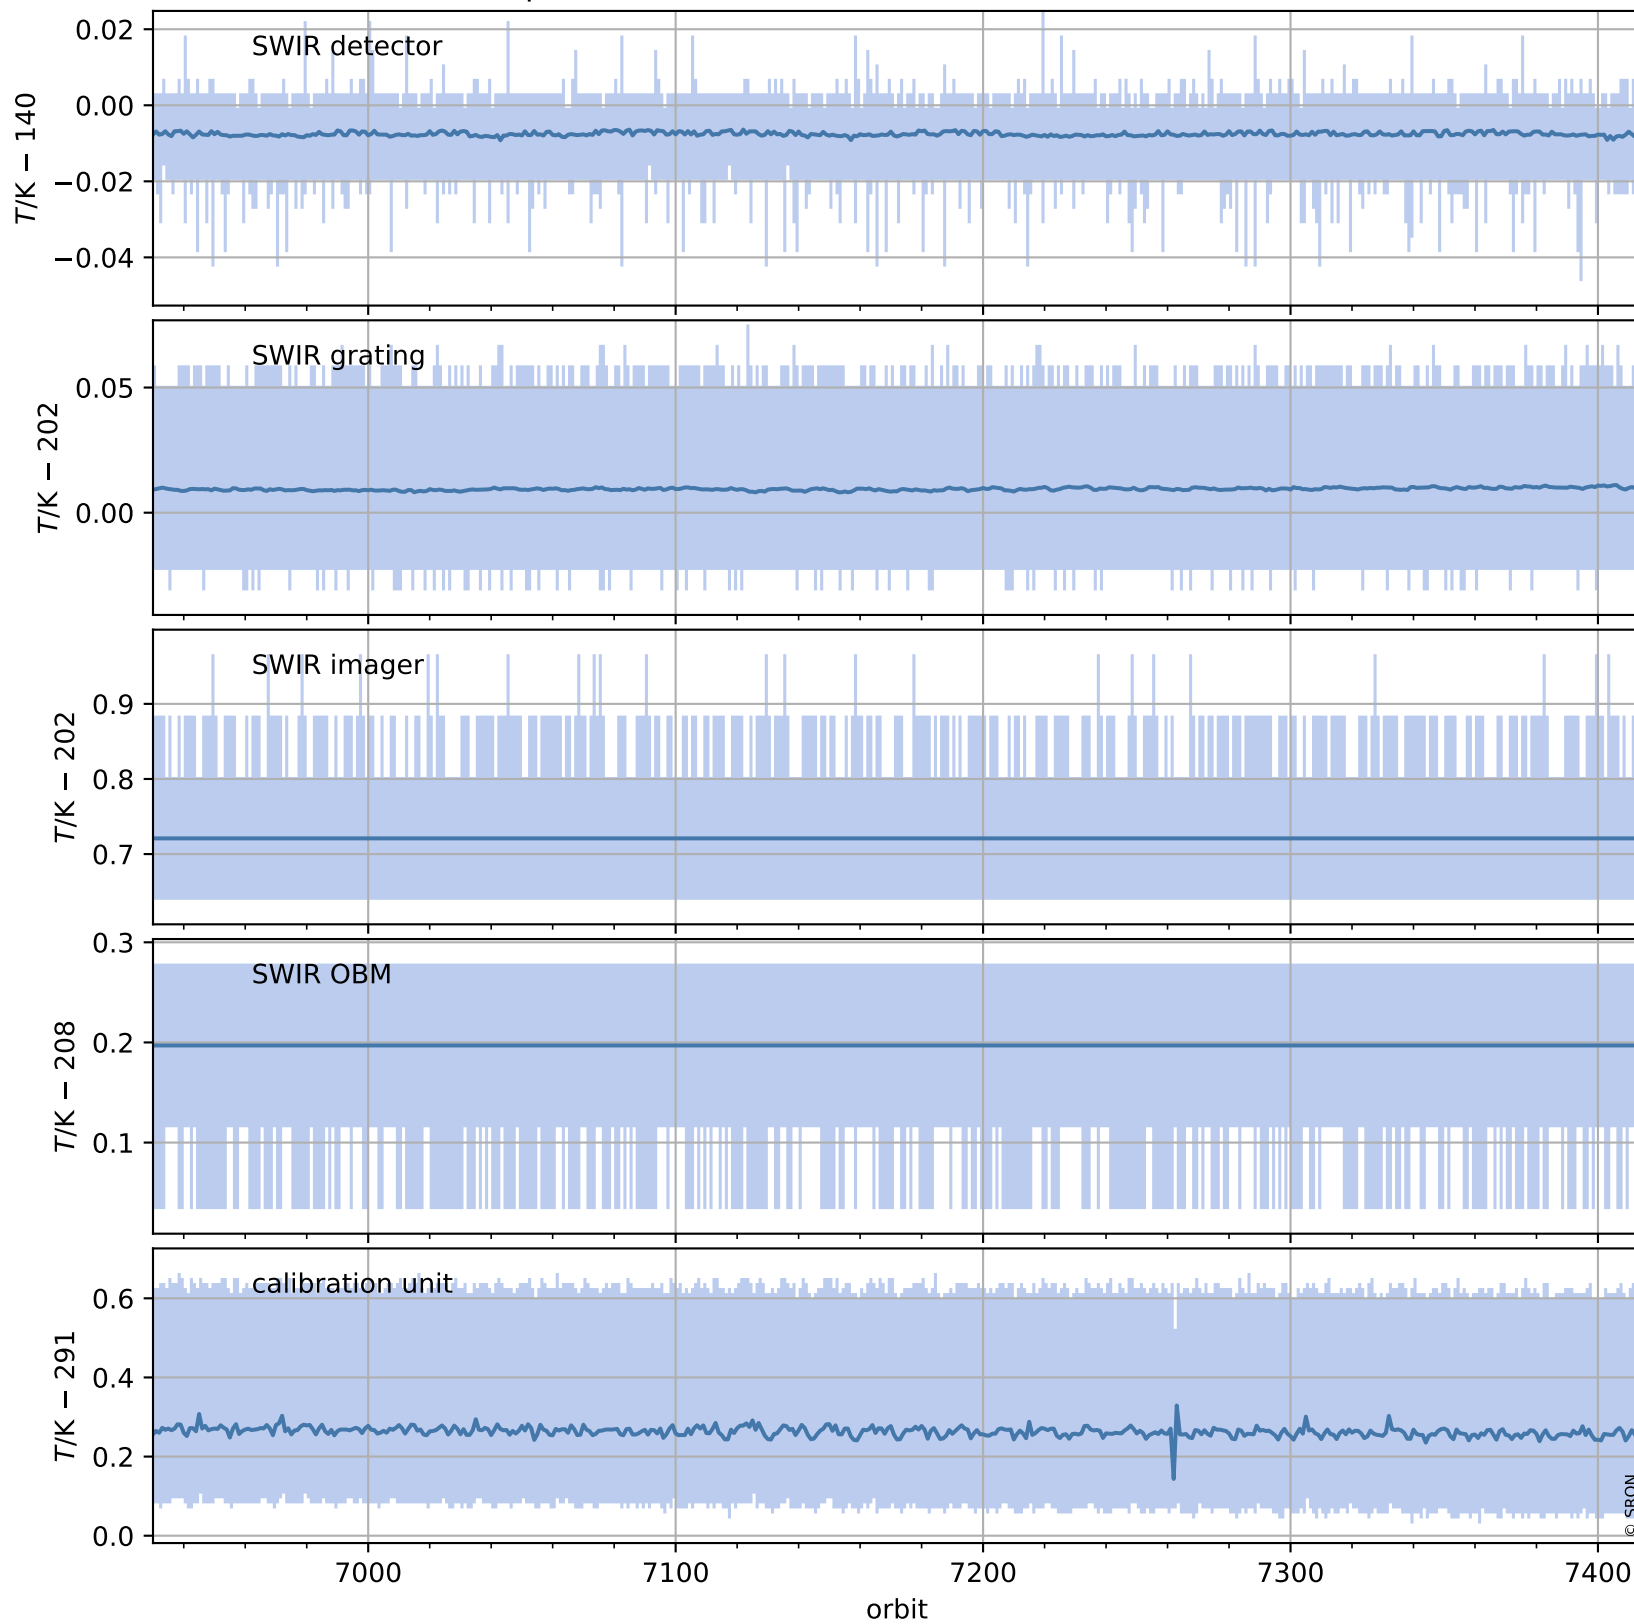 SWIR detector
0.02
0.00
−0.02
−0.04
T/K − 140
SWIR grating
0.05
0.00
T/K − 202
SWIR imager
0.9
0.8
0.7
T/K − 202
SWIR OBM
0.3
0.2
0.1
T/K − 208
calibration unit
0.6
0.4
0.2
0.0
T/K − 291
© SRON
7000 7100 7200 7300 7400
orbit